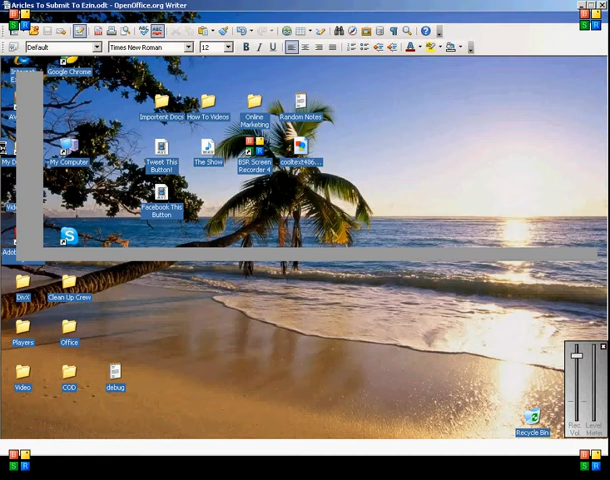 Aricles To Submit To Ezin.odt - OpenOffice.org Writer
Default
Times New Roman
12
B I U
Google Chrome
Importent Docs
How To Videos
Online Marketing
Random Notes
My Computer
Tweet This Button!
The Show
BSR Screen Recorder 4
cooltext486...
Facebook This Button
DivX
Clean Up Crew
Players
Office
Video
COD
debug
Recycle Bin
Rec Vol.
Level Meter